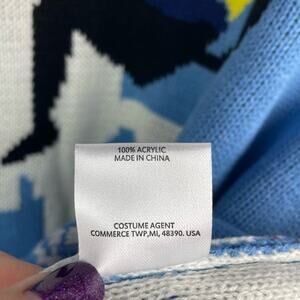 100% ACRYLIC
MADE IN CHINA
COSTUME AGENT
COMMERCE TWP,MI, 48390. USA